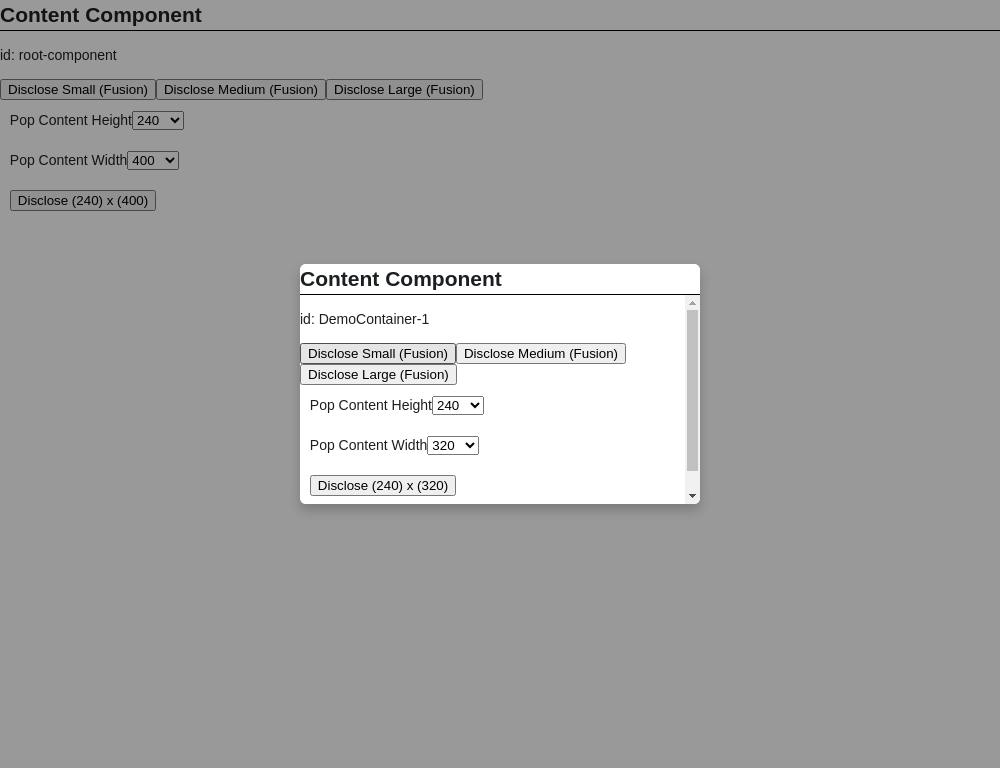 Content Component
id: root-component
Disclose Small (Fusion) Disclose Medium (Fusion) Disclose Large (Fusion)
Pop Content Height 240
Pop Content Width 400
Disclose (240) x (400)
Content Component
id: DemoContainer-1
Disclose Small (Fusion) Disclose Medium (Fusion)
Disclose Large (Fusion)
Pop Content Height 240
Pop Content Width 320
Disclose (240) x (320)